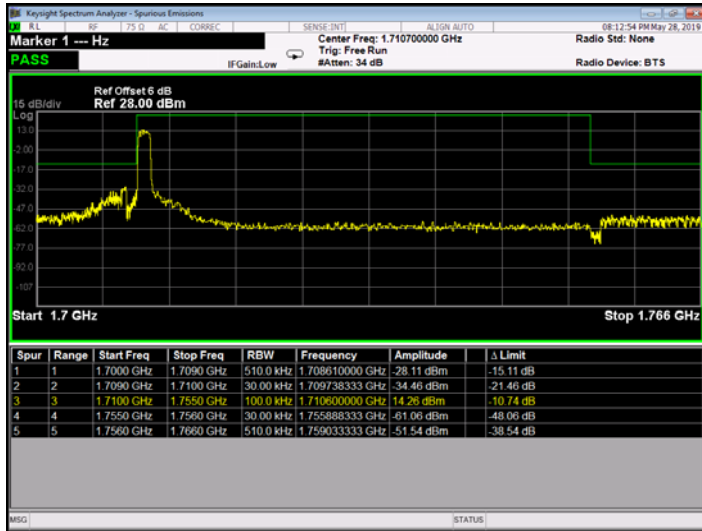 Keysight Spectrum Analyzer - Spurious Emissions
RL RF 75 Ω AC CORREC SENSE:INT ALIGN AUTO 08:12:54 PM May 28, 2019
Marker 1 --- Hz
Center Freq: 1.710700000 GHz
Radio Std: None
Trig: Free Run
PASS
IFGain:Low
#Atten: 34 dB
Radio Device: BTS
Ref Offset 6 dB
15 dB/div Ref 28.00 dBm
Log
13.0
-2.00
-17.0
-32.0
-47.0
-62.0
-77.0
-92.0
-107
Start 1.7 GHz Stop 1.766 GHz
Spur Range Start Freq Stop Freq RBW Frequency Amplitude Δ Limit
1 1 1.7000 GHz 1.7090 GHz 510.0 kHz 1.708610000 GHz -28.11 dBm -15.11 dB
2 2 1.7090 GHz 1.7100 GHz 30.00 kHz 1.709738333 GHz -34.46 dBm -21.46 dB
3 3 1.7100 GHz 1.7550 GHz 100.0 kHz 1.710600000 GHz 14.26 dBm -10.74 dB
4 4 1.7550 GHz 1.7560 GHz 30.00 kHz 1.755888333 GHz -61.06 dBm -48.06 dB
5 5 1.7560 GHz 1.7660 GHz 510.0 kHz 1.759033333 GHz -51.54 dBm -38.54 dB
MSG STATUS